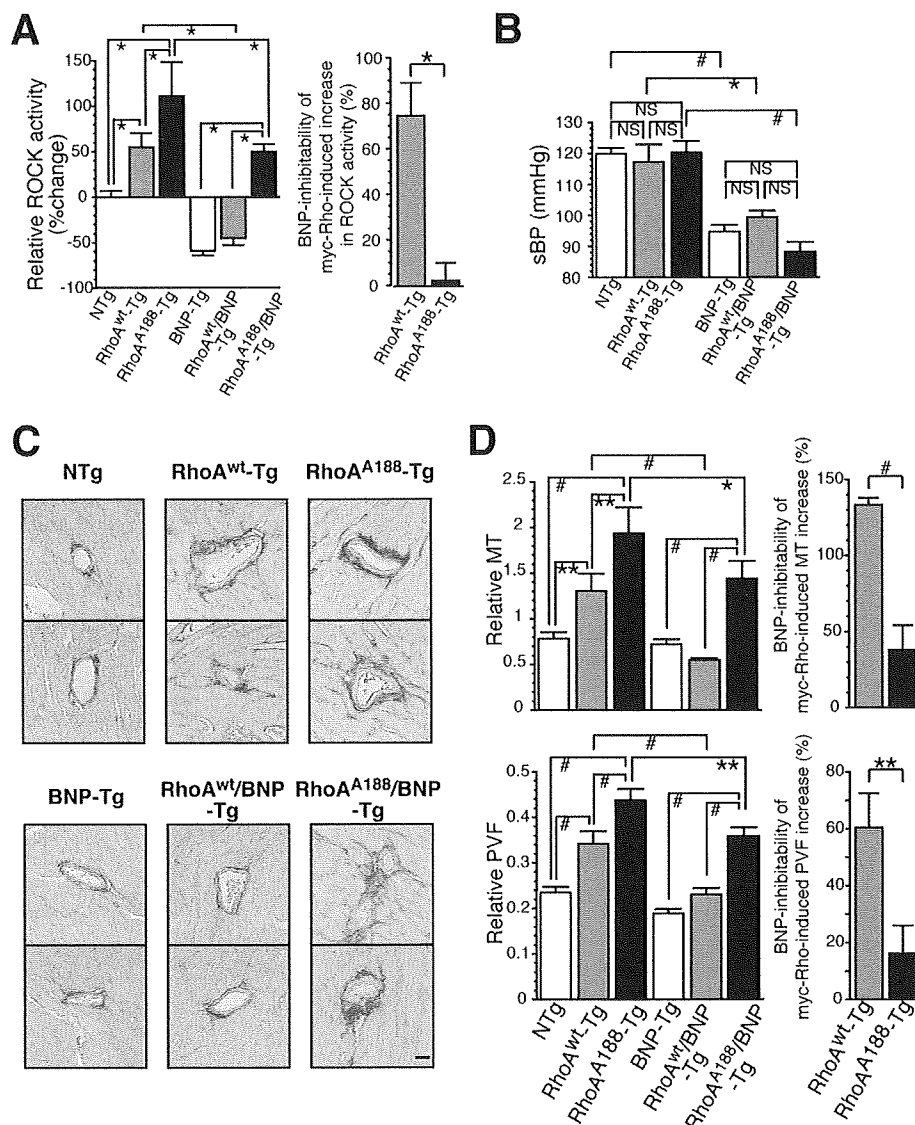 A
Relative ROCK activity
(%change)
150
100
50
0
-50
-100
* * * * * * * *
NTg
RhoAwt-Tg
RhoAA188-Tg
BNP-Tg
RhoAwt/BNP
-Tg
RhoAA188/BNP
-Tg
BNP-inhibitability of
myc-Rho-induced increase
in ROCK activity (%)
100
80
60
40
20
0
*
RhoAwt-Tg
RhoAA188-Tg
B
sBP (mmHg)
130
120
110
100
90
80
#
*
#
NS
NS NS
NS
NS NS
NTg
RhoAwt-Tg
RhoAA188-Tg
BNP-Tg
RhoAwt/BNP
-Tg
RhoAA188/BNP
-Tg
C
NTg
RhoAwt-Tg
RhoAA188-Tg
BNP-Tg
RhoAwt/BNP
-Tg
RhoAA188/BNP
-Tg
D
Relative MT
2.5
2
1.5
1
0.5
0
#
# *
** # #
**
BNP-inhibitability of
myc-Rho-induced MT increase (%)
150
100
50
0
#
Relative PVF
0.5
0.4
0.3
0.2
0.1
0
#
# **
# # #
#
NTg
RhoAwt-Tg
RhoAA188-Tg
BNP-Tg
RhoAwt/BNP
-Tg
RhoAA188/BNP
-Tg
BNP-inhibitability of
myc-Rho-induced PVF increase (%)
80
60
40
20
0
**
RhoAwt-Tg
RhoAA188-Tg